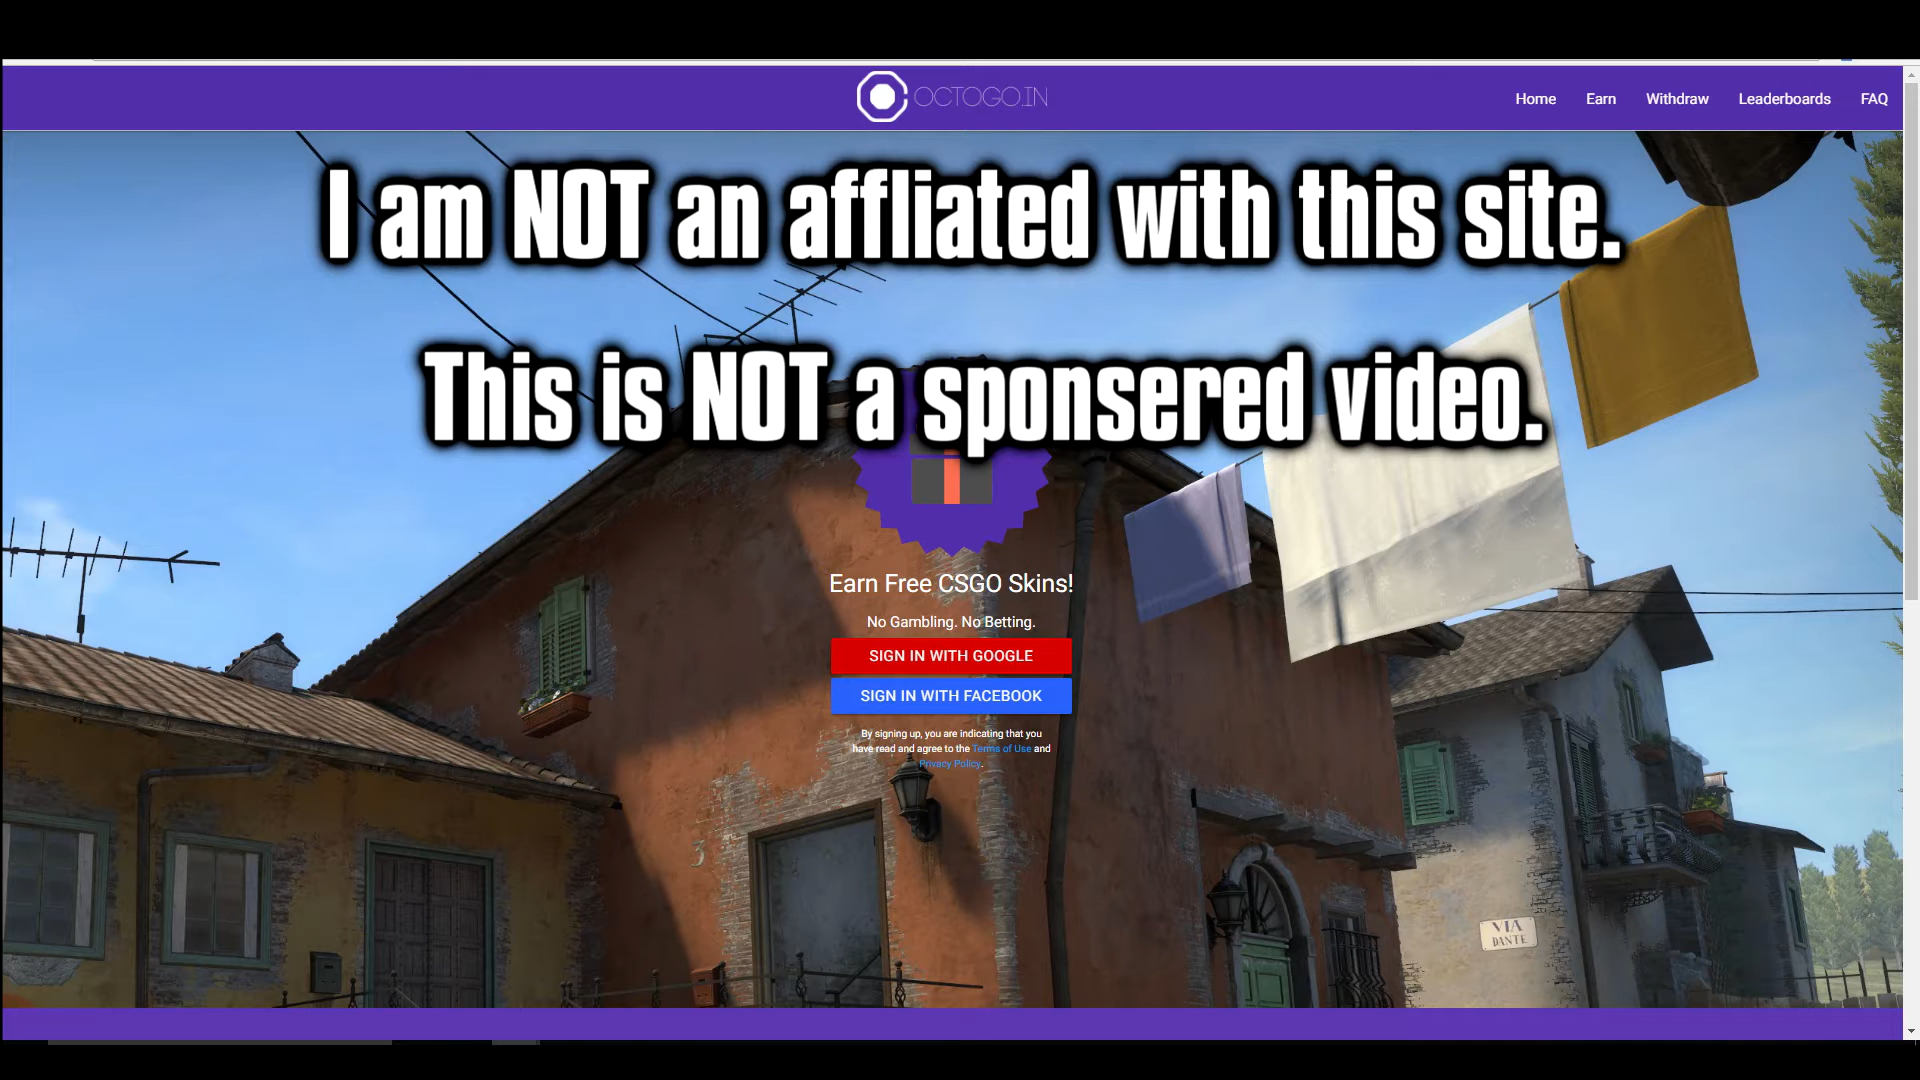 OCTOGO.IN
Home Earn Withdraw Leaderboards FAQ
I am NOT an affliated with this site.
This is NOT a sponsered video.
Earn Free CSGO Skins!
No Gambling. No Betting.
SIGN IN WITH GOOGLE
SIGN IN WITH FACEBOOK
By signing up, you are indicating that you
have read and agree to the Terms of Use and
Privacy Policy.
3
VIA
DANTE